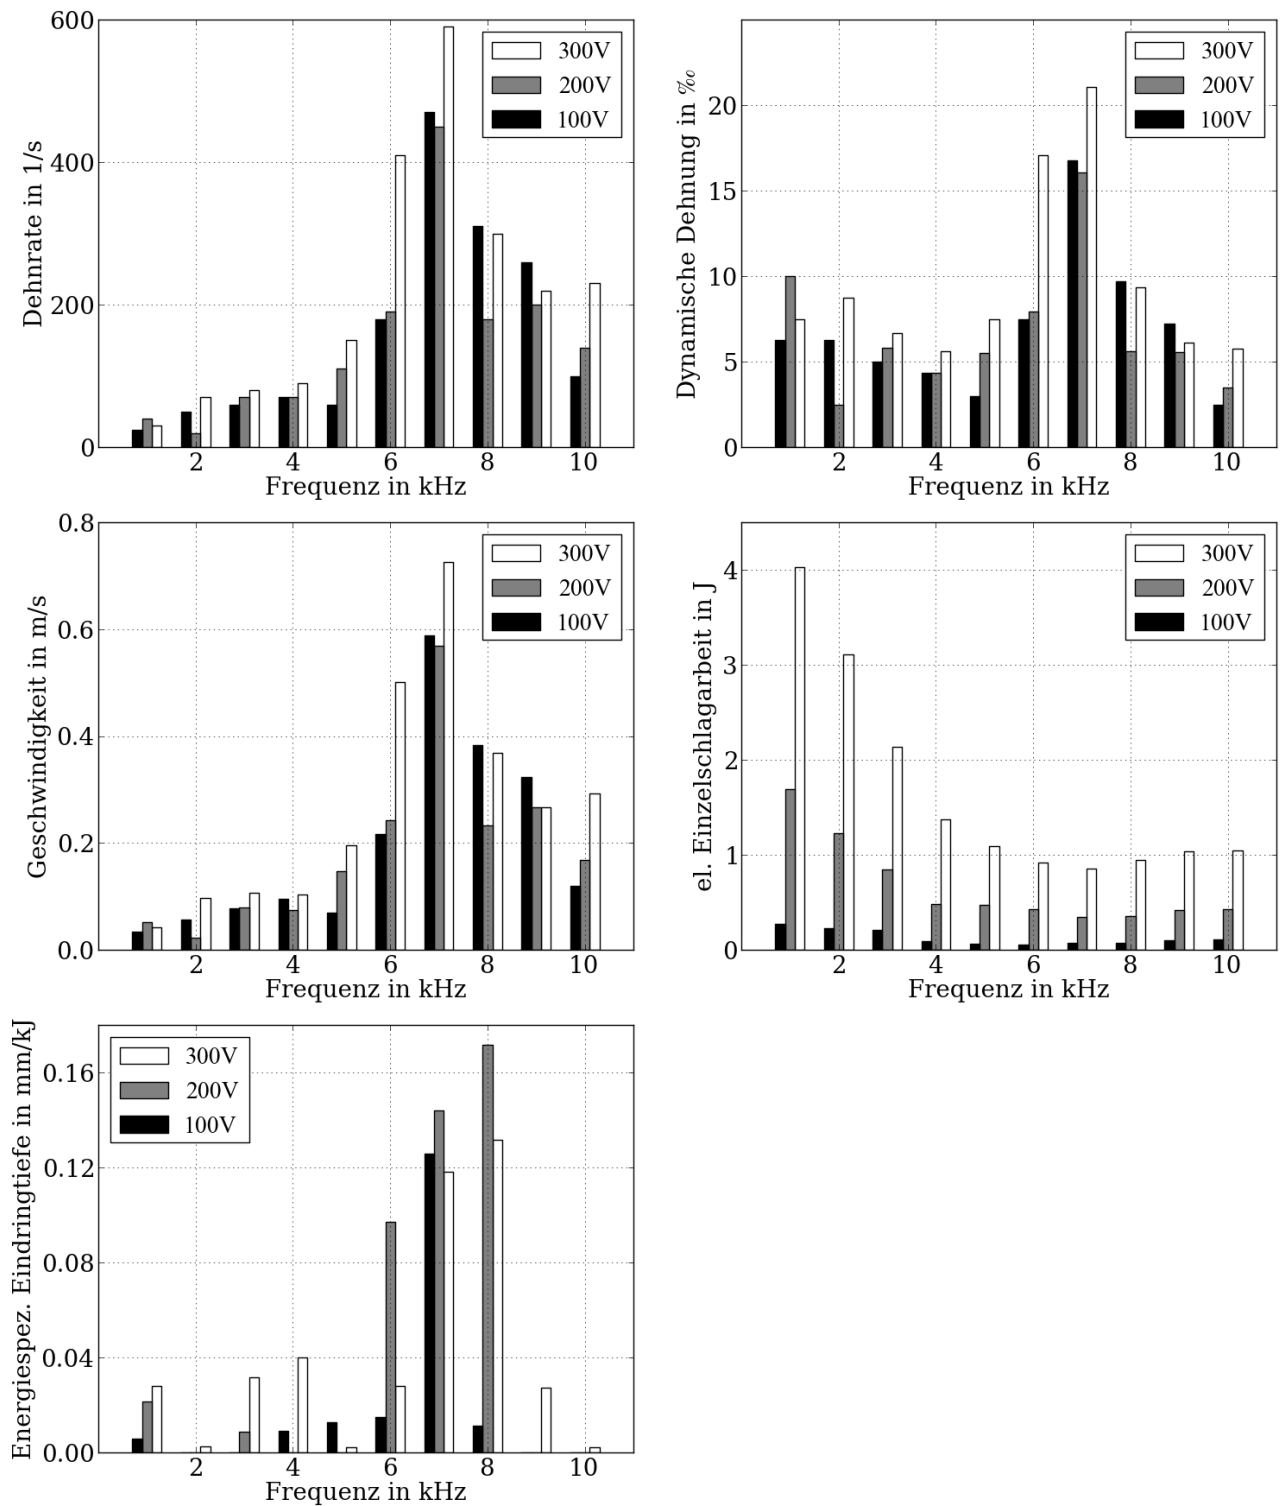 600
400
200
0
Dehnrate in 1/s
300V
200V
100V
2 4 6 8 10
Frequenz in kHz
20
15
10
5
0
Dynamische Dehnung in ‰
300V
200V
100V
2 4 6 8 10
Frequenz in kHz
0.8
0.6
0.4
0.2
0.0
Geschwindigkeit in m/s
300V
200V
100V
2 4 6 8 10
Frequenz in kHz
4
3
2
1
0
el. Einzelschlagarbeit in J
300V
200V
100V
2 4 6 8 10
Frequenz in kHz
0.16
0.12
0.08
0.04
0.00
Energiespez. Eindringtiefe in mm/kJ
300V
200V
100V
2 4 6 8 10
Frequenz in kHz